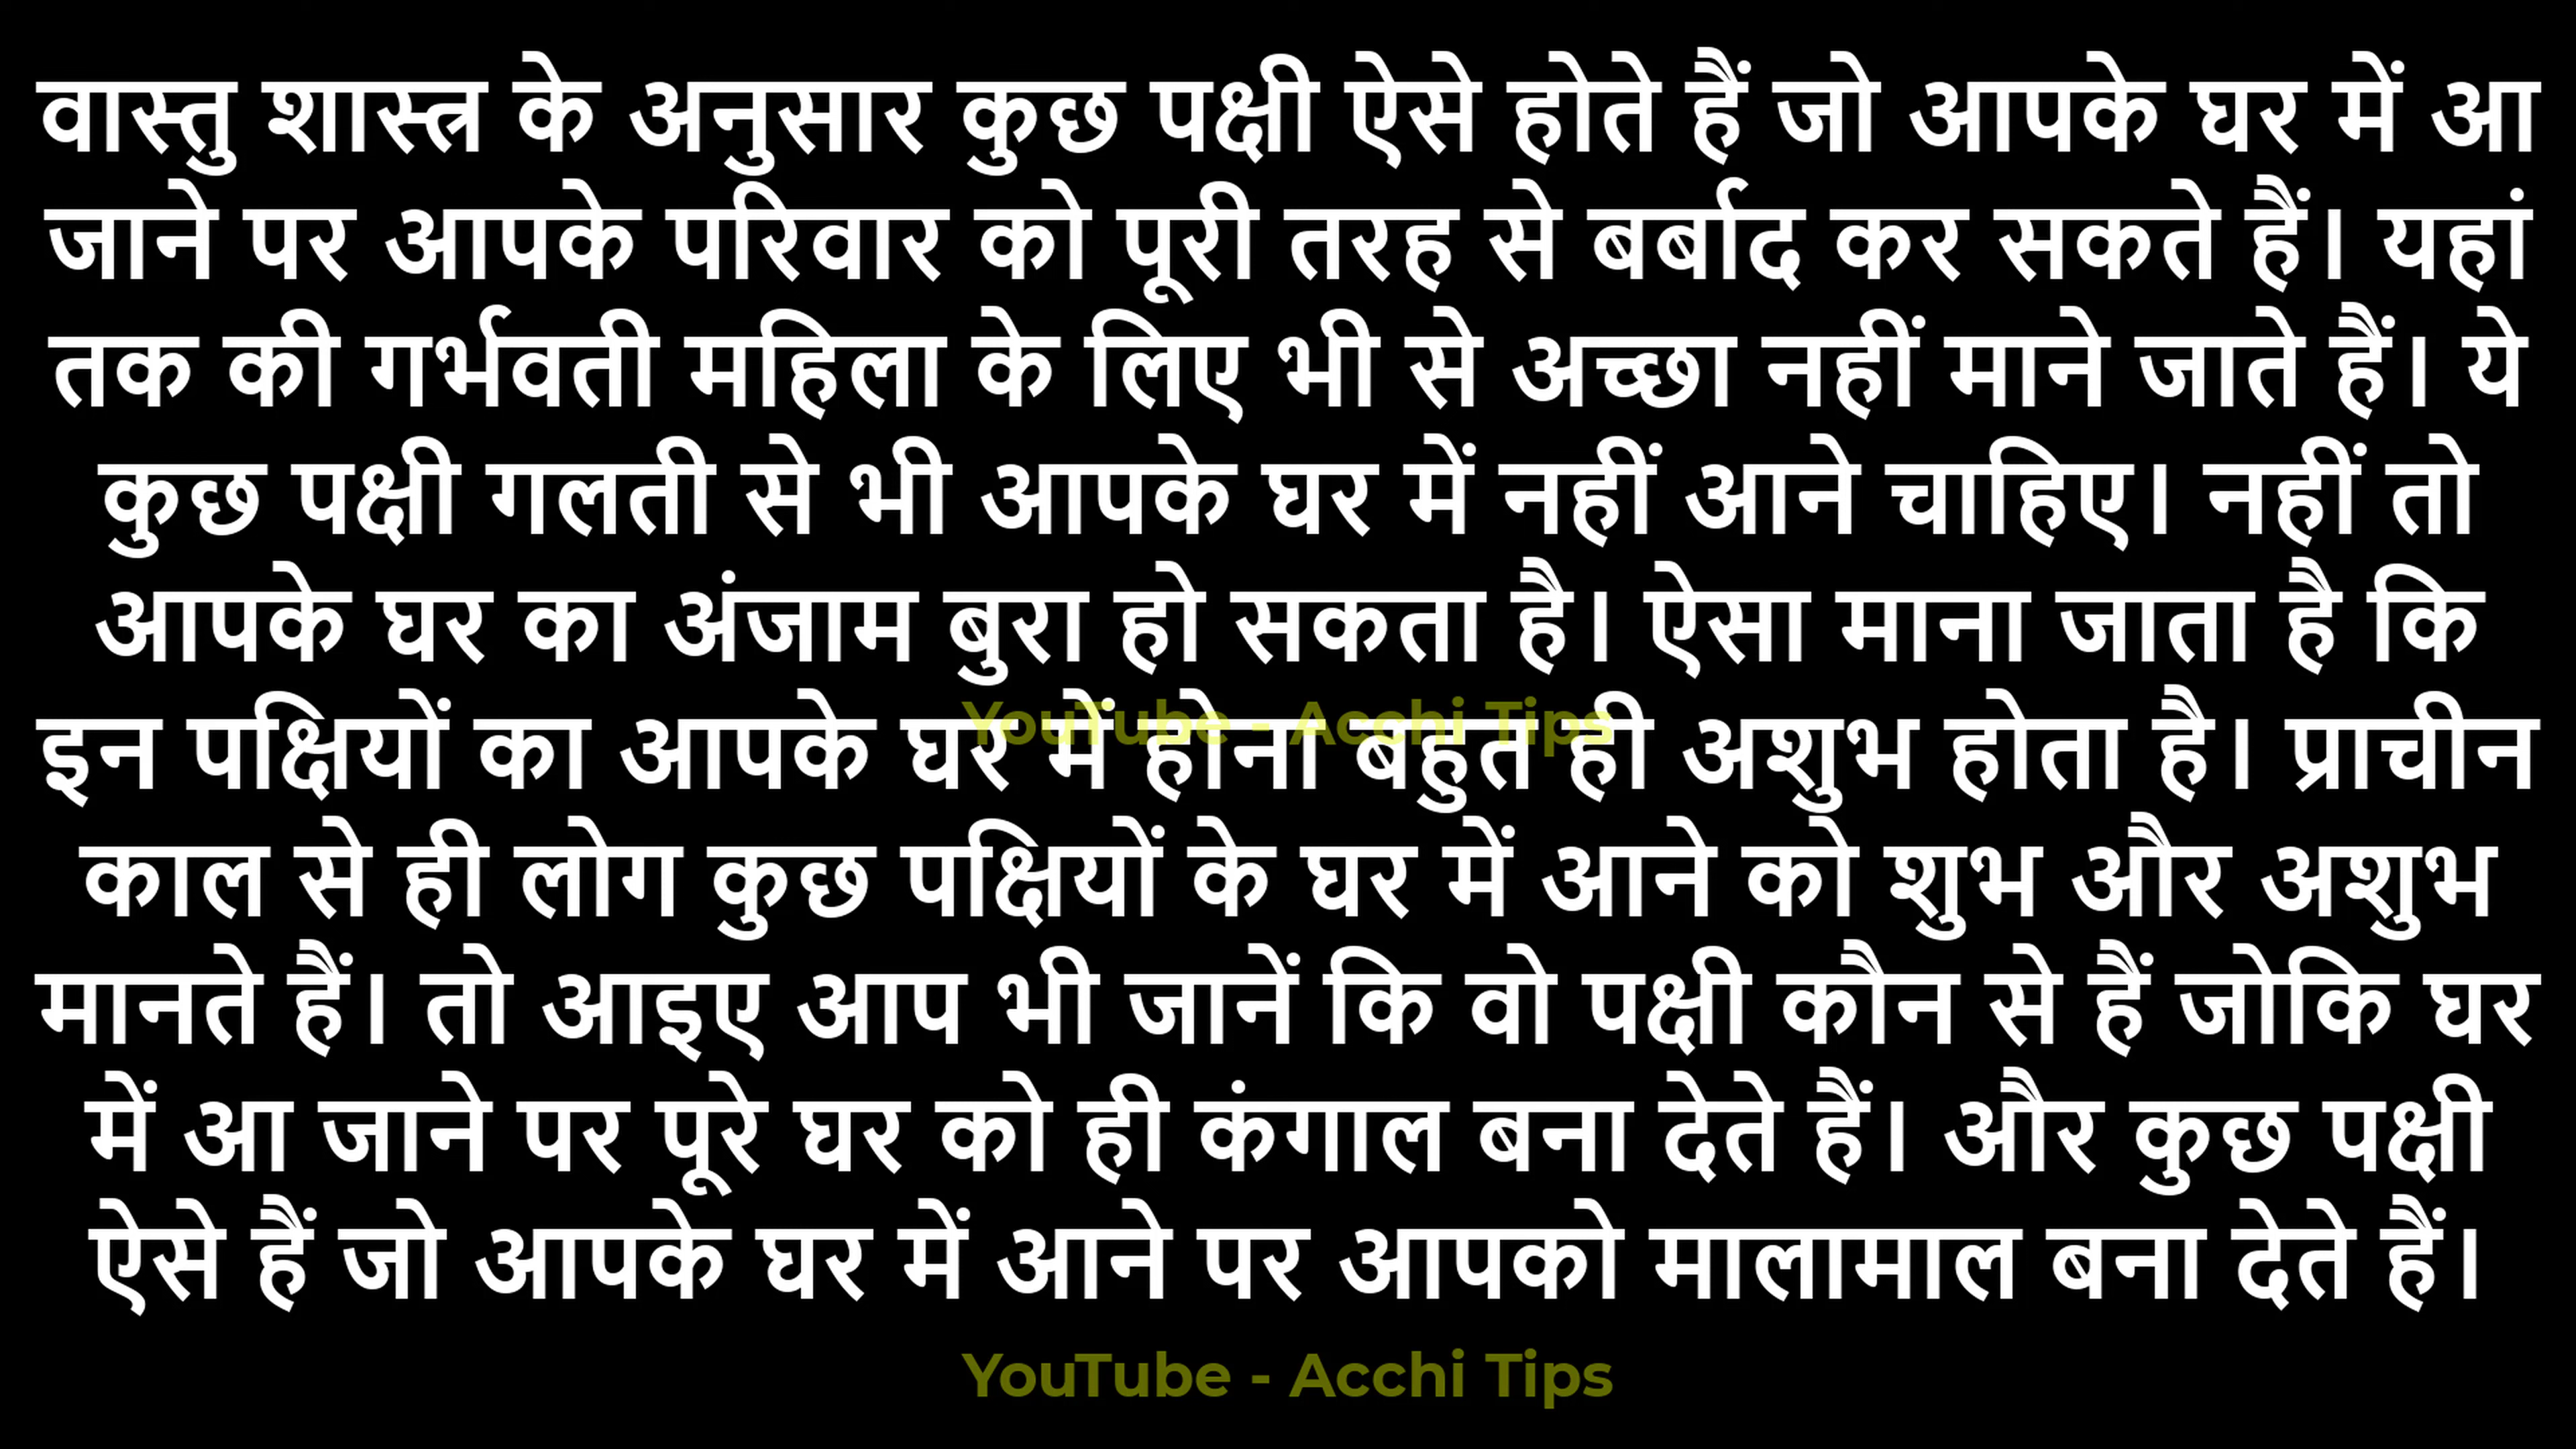 वास्तु शास्त्र के अनुसार कुछ पक्षी ऐसे होते हैं जो आपके घर में आ
जाने पर आपके परिवार को पूरी तरह से बर्बाद कर सकते हैं। यहां
तक की गर्भवती महिला के लिए भी से अच्छा नहीं माने जाते हैं। ये
कुछ पक्षी गलती से भी आपके घर में नहीं आने चाहिए। नहीं तो
आपके घर का अंजाम बुरा हो सकता है। ऐसा माना जाता है कि
इन पक्षियों का आपके घर में होना बहुत ही अशुभ होता है। प्राचीन
YouTube - Acchi Tips
काल से ही लोग कुछ पक्षियों के घर में आने को शुभ और अशुभ
मानते हैं। तो आइए आप भी जानें कि वो पक्षी कौन से हैं जोकि घर
में आ जाने पर पूरे घर को ही कंगाल बना देते हैं। और कुछ पक्षी
ऐसे हैं जो आपके घर में आने पर आपको मालामाल बना देते हैं।
YouTube - Acchi Tips